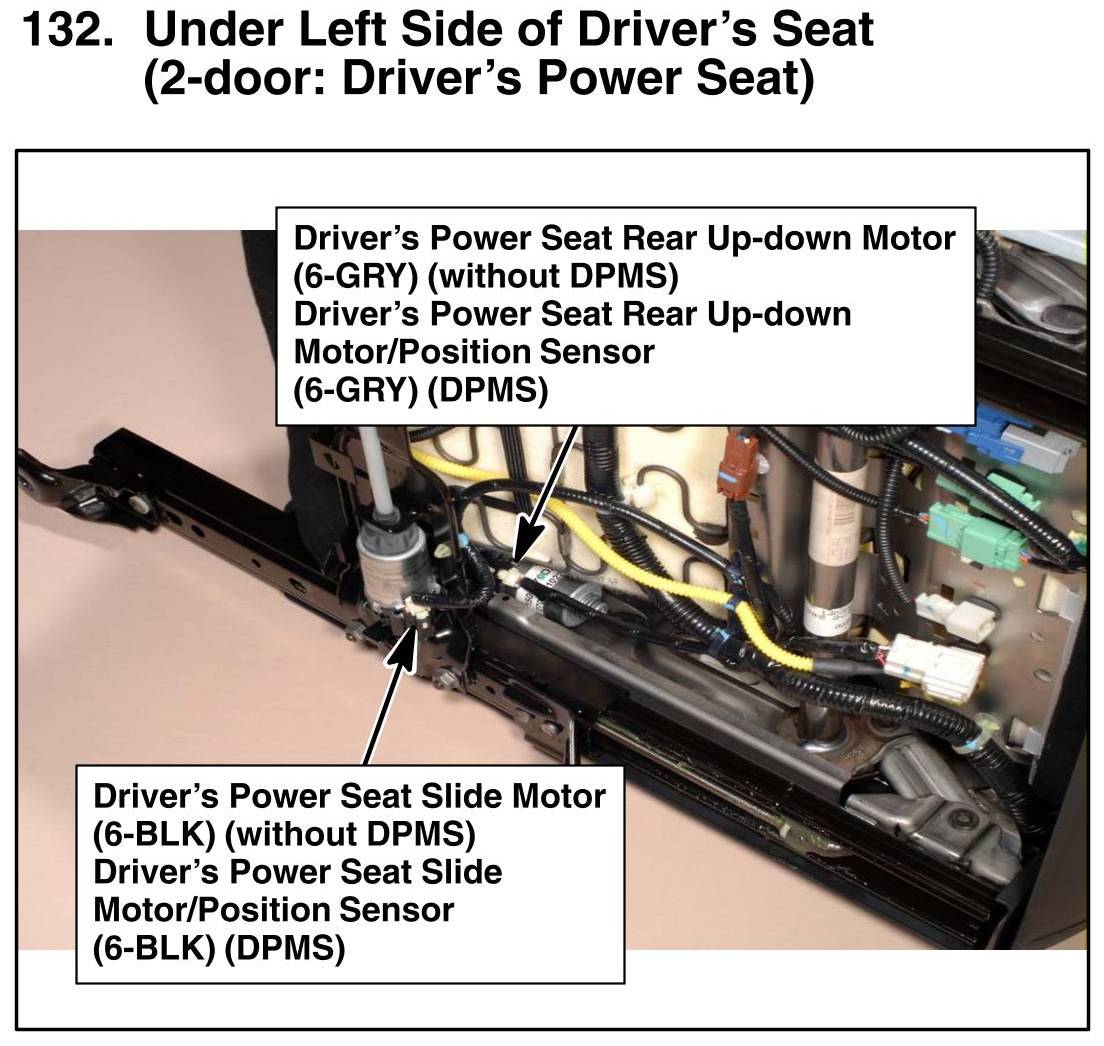 132. Under Left Side of Driver’s Seat
(2-door: Driver’s Power Seat)
Driver’s Power Seat Rear Up-down Motor
(6-GRY) (without DPMS)
Driver’s Power Seat Rear Up-down
Motor/Position Sensor
(6-GRY) (DPMS)
Driver’s Power Seat Slide Motor
(6-BLK) (without DPMS)
Driver’s Power Seat Slide
Motor/Position Sensor
(6-BLK) (DPMS)